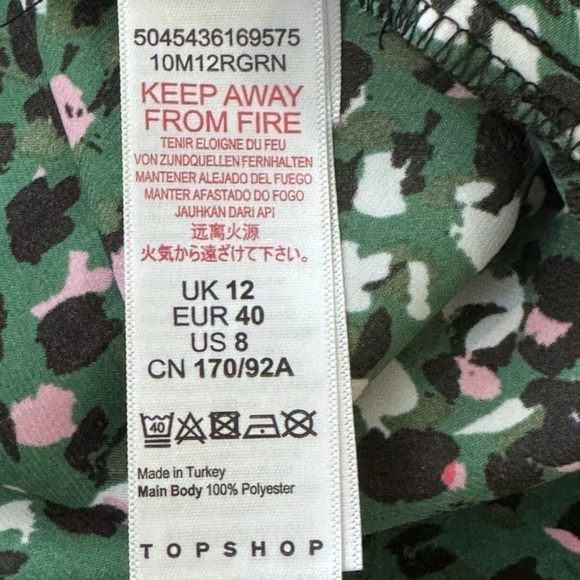 5045436169575
10M12RGRN
KEEP AWAY
FROM FIRE
TENIR ELOIGNE DU FEU
VON ZUNDQUELLEN FERNHALTEN
MANTENER ALEJADO DEL FUEGO
MANTER AFASTADO DO FOGO
JAUHKAN DARI API
远离火源
火気から遠ざけて下さい。
UK 12
EUR 40
US 8
CN 170/92A
40
Made in Turkey
Main Body 100% Polyester
TOPSHOP